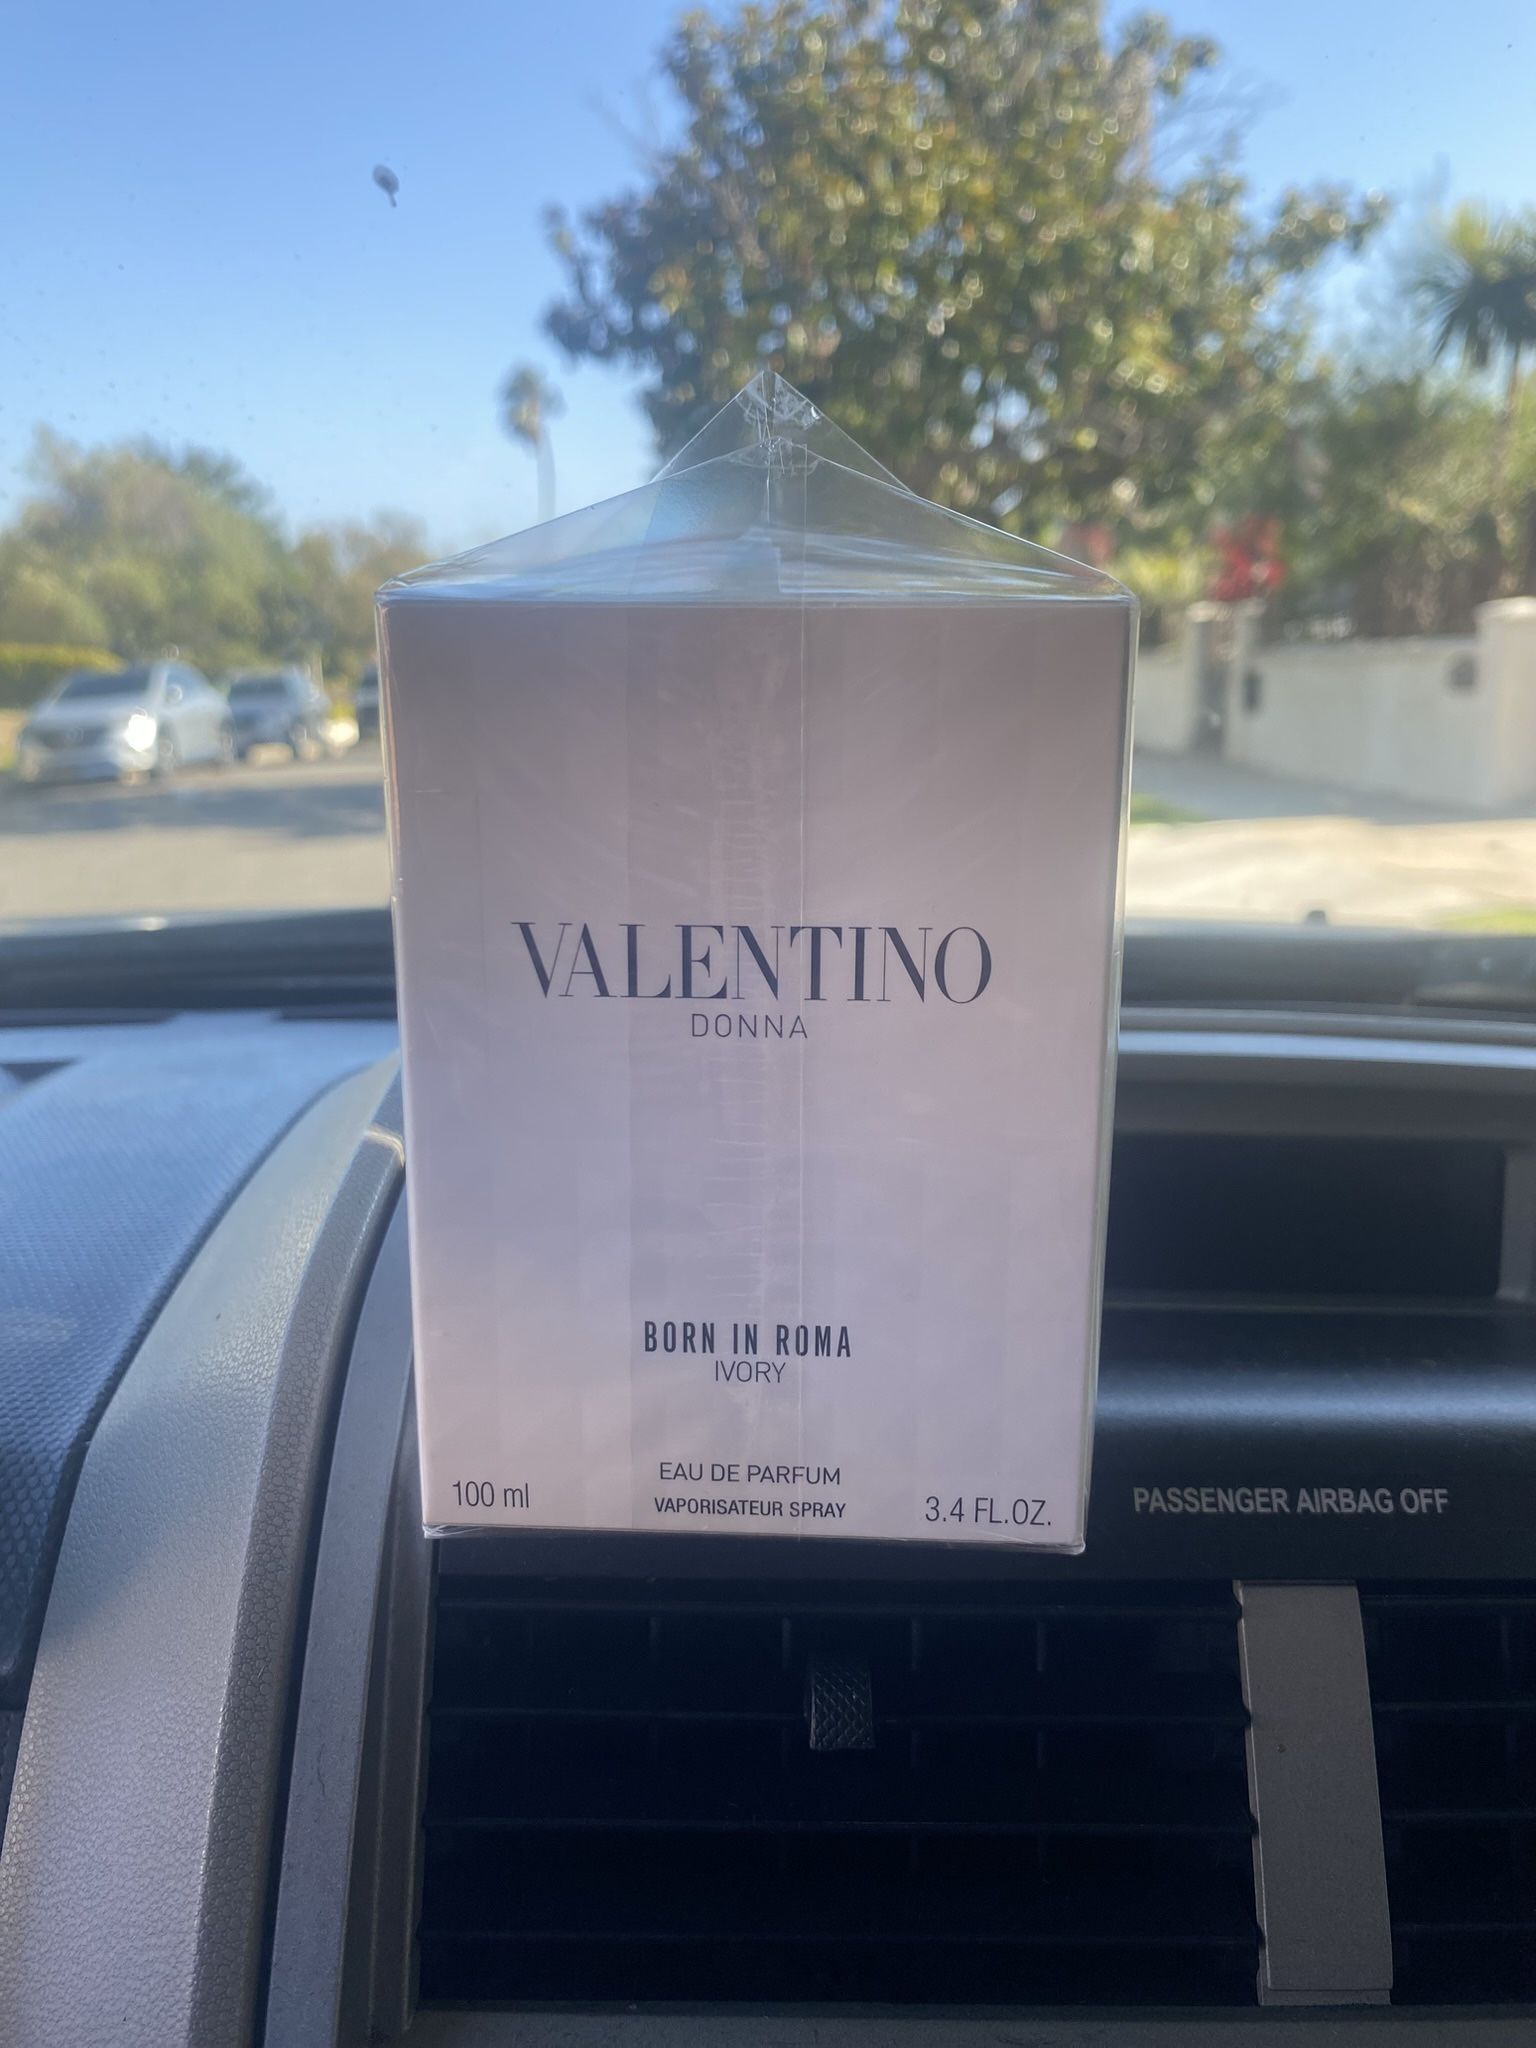 VALENTINO
DONNA
BORN IN ROMA
IVORY
EAU DE PARFUM
100 ml
VAPORISATEUR SPRAY
3.4 FL.OZ.
PASSENGER AIRBAG OFF